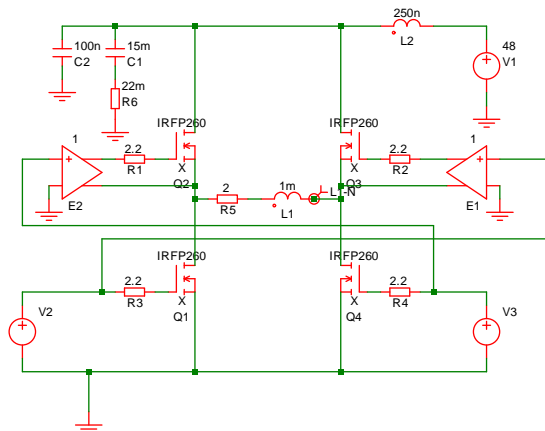 250n
L2
100n
C2
15m
C1
48
V1
22m
R6
IRFP260
IRFP260
1
2.2
R1
X
Q2
X
Q3
2.2
R2
1
E2
2
R5
1m
L1
-N
E1
IRFP260
IRFP260
V2
2.2
R3
X
Q1
X
Q4
2.2
R4
V3